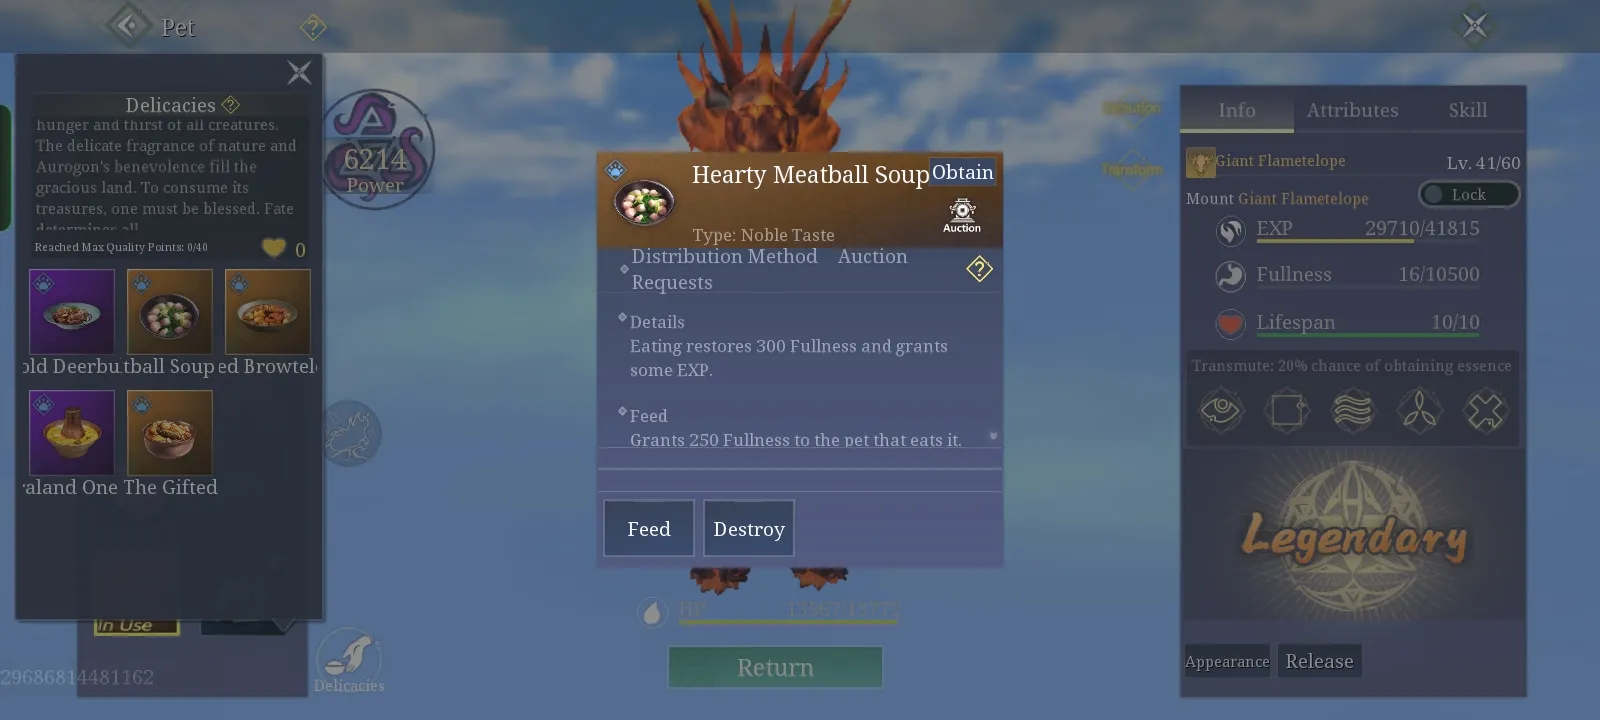 Pet
?
Delicacies ?
hunger and thirst of all creatures.
The delicate fragrance of nature and
Aurogon's benevolence fill the
gracious land. To consume its
treasures, one must be blessed. Fate
determines all
Reached Max Quality Points: 0/40
0
old Deerbu
tball Soup
ed Browtel
raland One
The Gifted
In Use
29686814481162
6214
Power
Delicacies
Hearty Meatball Soup
Obtain
Auction
Type: Noble Taste
Distribution Method Auction
Requests
?
Details
Eating restores 300 Fullness and grants
some EXP.
Feed
Grants 250 Fullness to the pet that eats it.
Feed
Destroy
HP
Return
Transform
Info
Attributes
Skill
Giant Flametelope
Lv. 41/60
Mount Giant Flametelope
Lock
EXP 29710/41815
Fullness 16/10500
Lifespan 10/10
Transmute: 20% chance of obtaining essence
Legendary
Appearance
Release